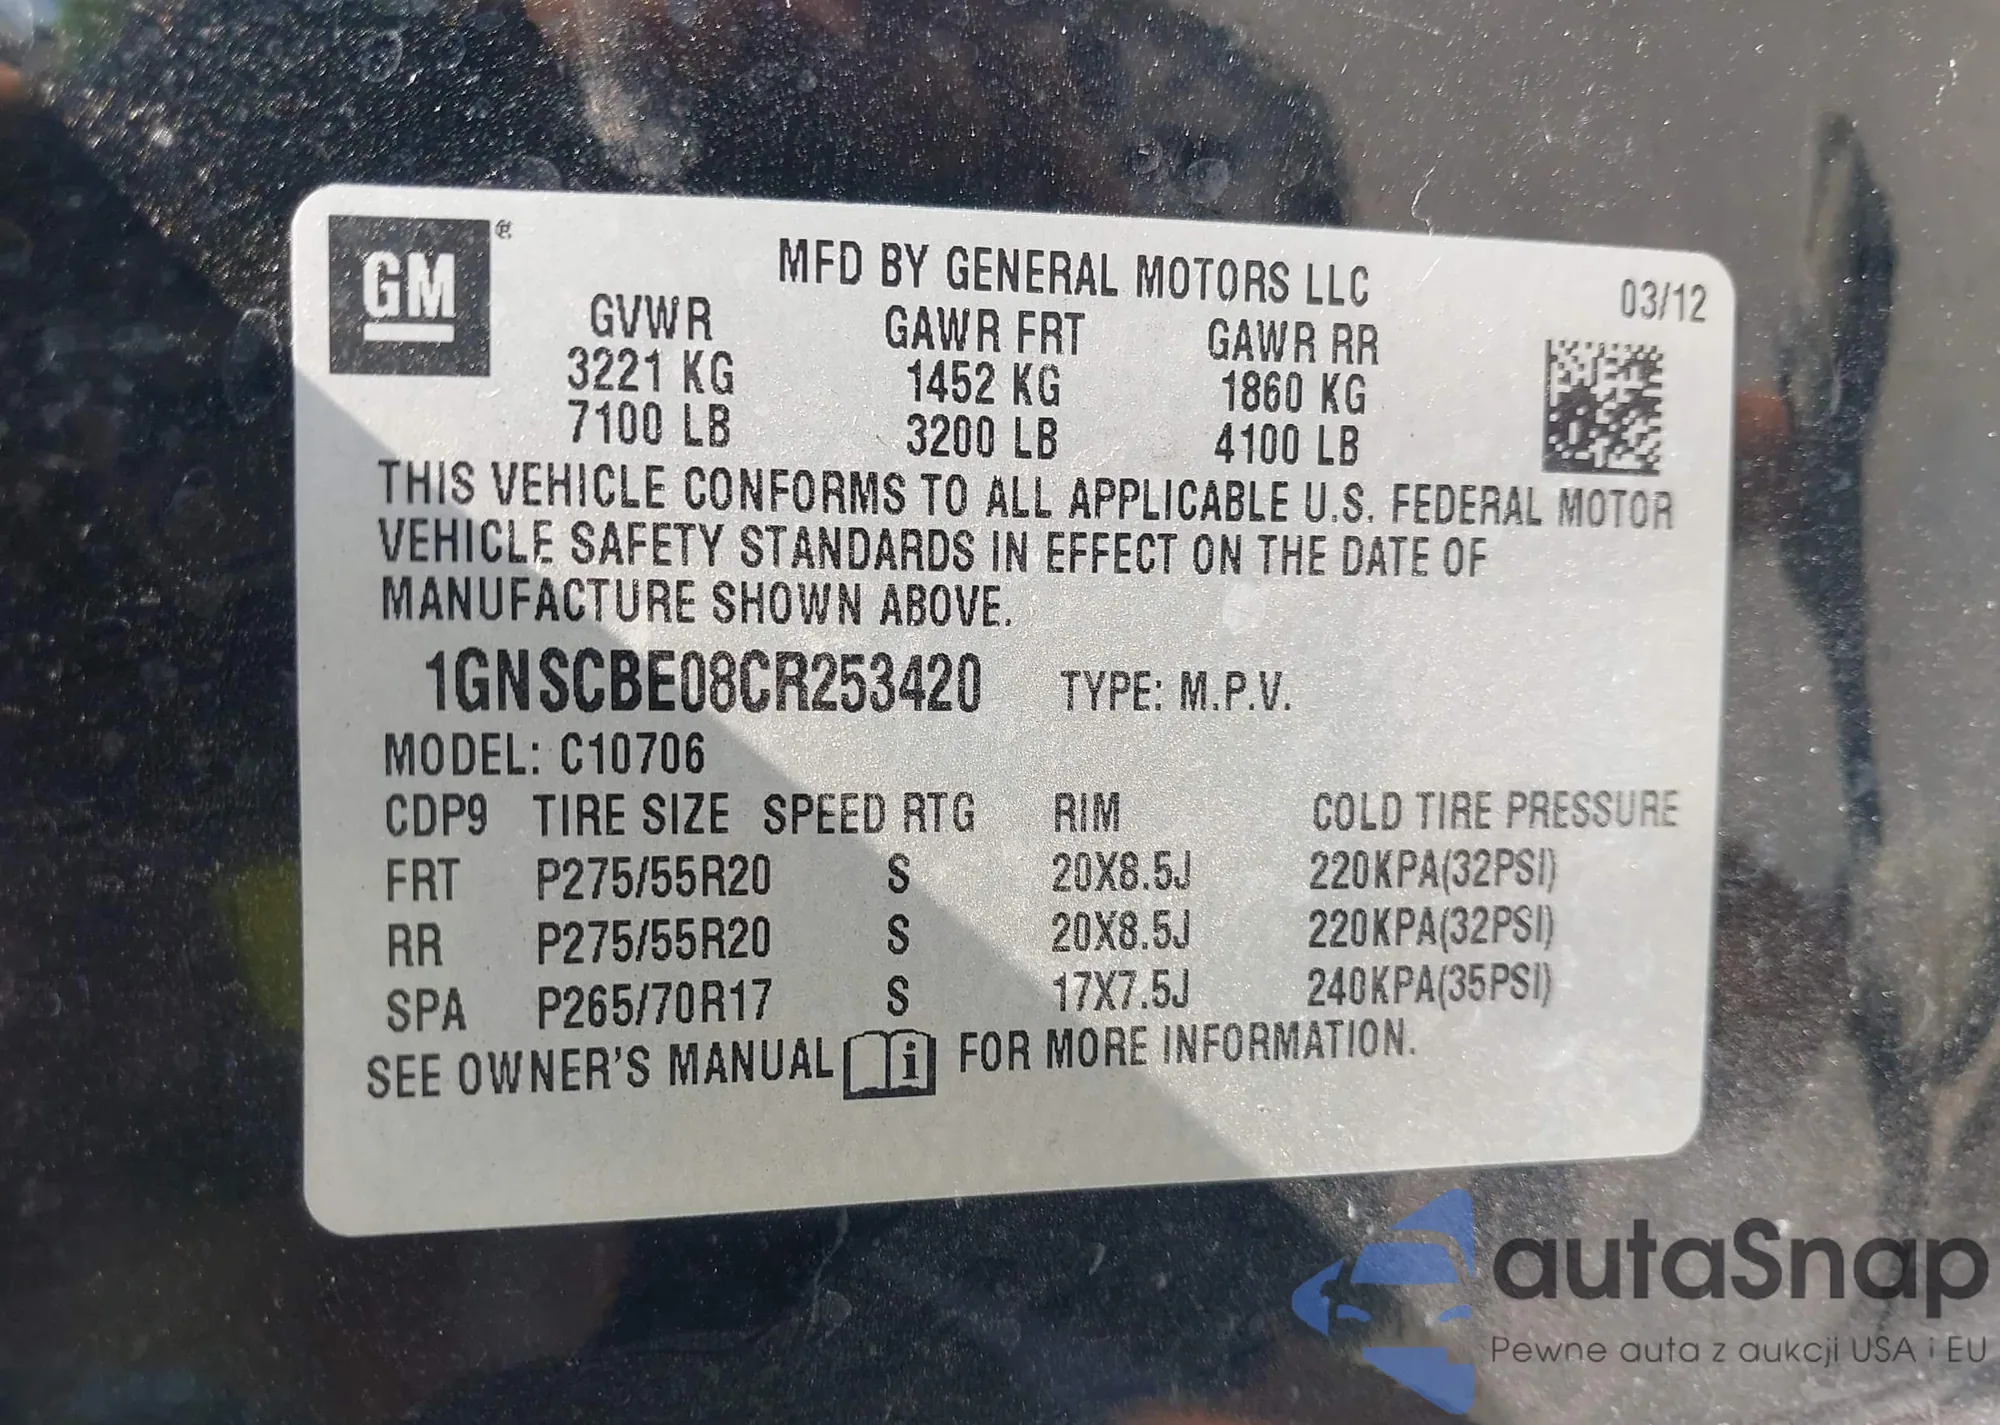 GM®
MFD BY GENERAL MOTORS LLC
03/12
GVWR GAWR FRT GAWR RR
3221 KG 1452 KG 1860 KG
7100 LB 3200 LB 4100 LB
THIS VEHICLE CONFORMS TO ALL APPLICABLE U.S. FEDERAL MOTOR
VEHICLE SAFETY STANDARDS IN EFFECT ON THE DATE OF
MANUFACTURE SHOWN ABOVE.
1GNSCBE08CR253420 TYPE: M.P.V.
MODEL: C10706
CDP9 TIRE SIZE SPEED RTG RIM COLD TIRE PRESSURE
FRT P275/55R20 S 20X8.5J 220KPA(32PSI)
RR P275/55R20 S 20X8.5J 220KPA(32PSI)
SPA P265/70R17 S 17X7.5J 240KPA(35PSI)
SEE OWNER'S MANUAL i FOR MORE INFORMATION.
autaSnap
Pewne auta z aukcji USA i EU